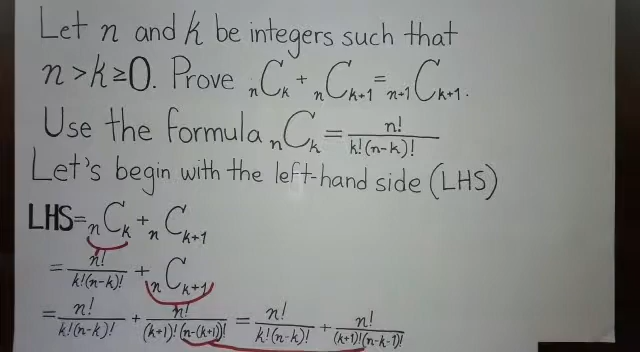 Let n and k be integers such that
n > k ≥ 0. Prove ₙCₖ + ₙCₖ₊₁ = ₙ₊₁Cₖ₊₁.
Use the formula ₙCₖ = n!/k!(n-k)!
Let's begin with the left-hand side (LHS)
LHS = ₙCₖ + ₙCₖ₊₁
= n!/k!(n-k)! + ₙCₖ₊₁
= n!/k!(n-k)! + n!/(k+1)!(n-(k+1))! = n!/k!(n-k)! + n!/(k+1)!(n-k-1)!